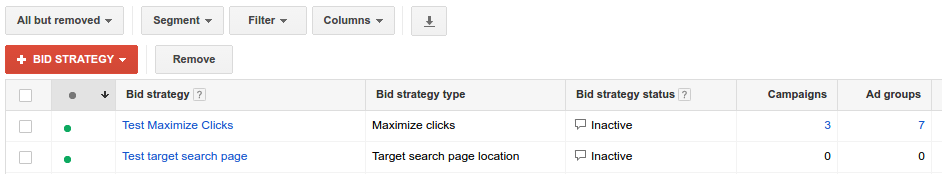 All but removed Segment Filter Columns
+ BID STRATEGY Remove
Bid strategy ? Bid strategy type Bid strategy status ? Campaigns Ad groups
Test Maximize Clicks Maximize clicks Inactive 3 7
Test target search page Target search page location Inactive 0 0